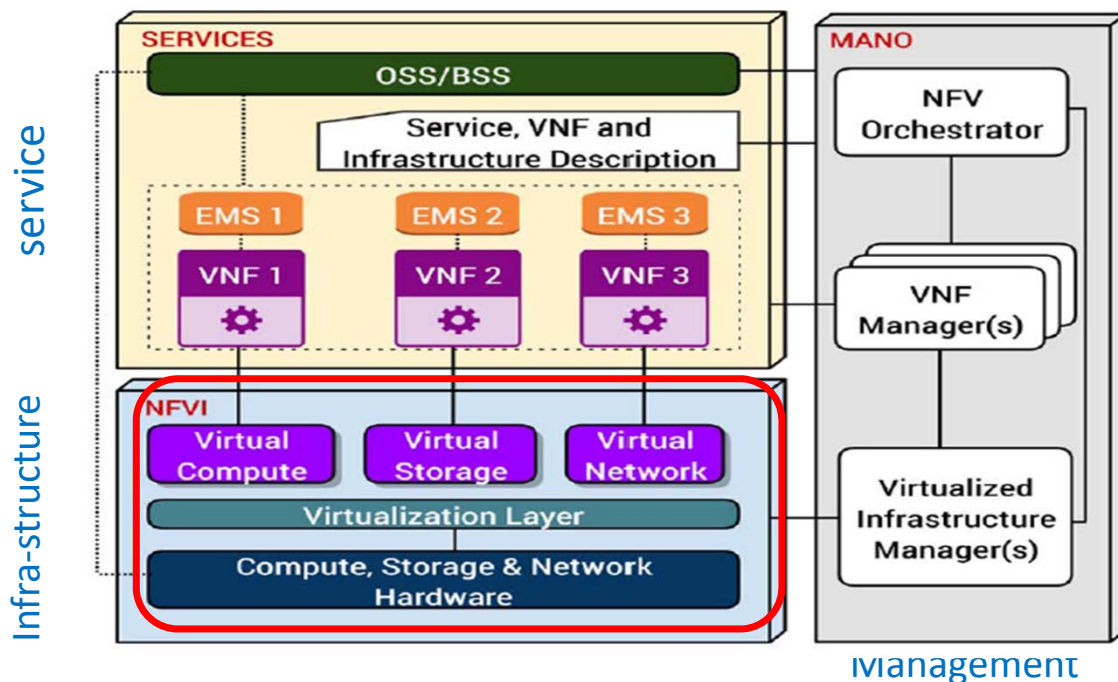 SERVICES
OSS/BSS
Service, VNF and
Infrastructure Description
EMS 1
EMS 2
EMS 3
VNF 1
VNF 2
VNF 3
service
MANO
NFV
Orchestrator
VNF
Manager(s)
Virtualized
Infrastructure
Manager(s)
NFVI
Virtual
Compute
Virtual
Storage
Virtual
Network
Virtualization Layer
Compute, Storage & Network
Hardware
Infra-structure
Management